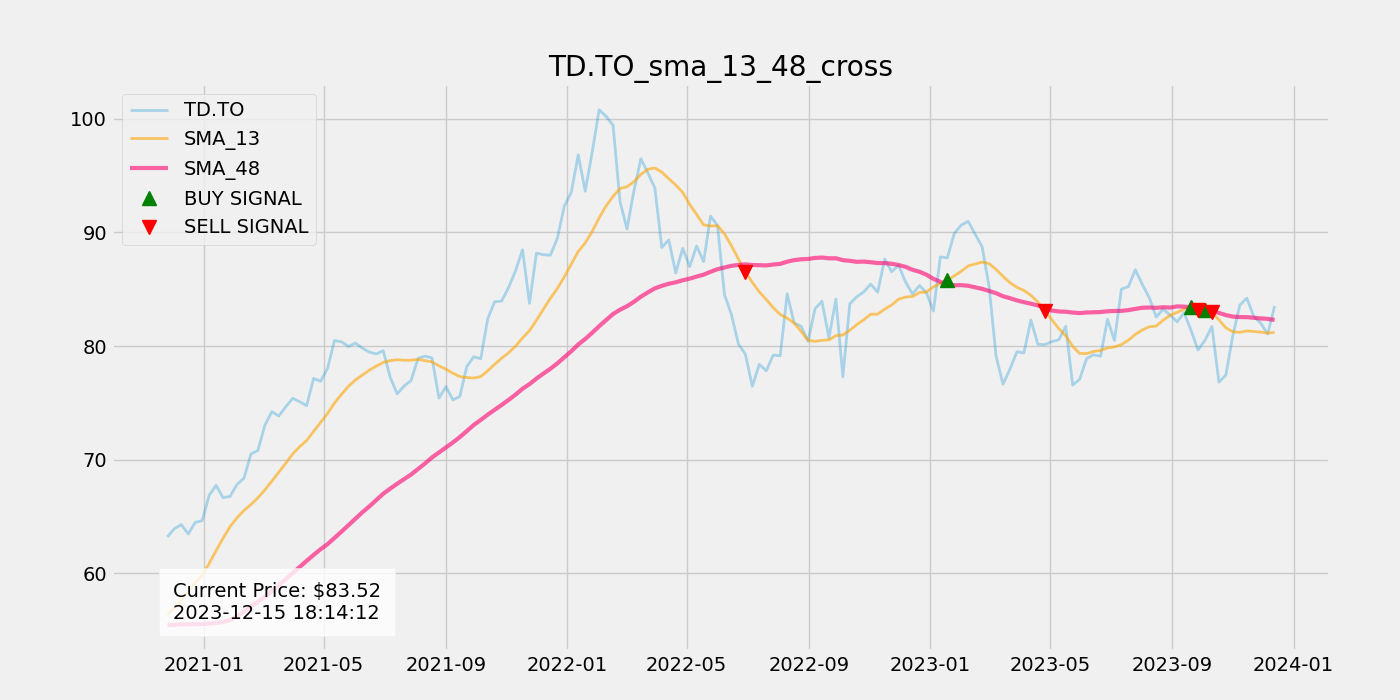 TD.TO_sma_13_48_cross
TD.TO
SMA_13
SMA_48
BUY SIGNAL
SELL SIGNAL
100
90
80
70
60
Current Price: $83.52
2023-12-15 18:14:12
2021-01 2021-05 2021-09 2022-01 2022-05 2022-09 2023-01 2023-05 2023-09 2024-01